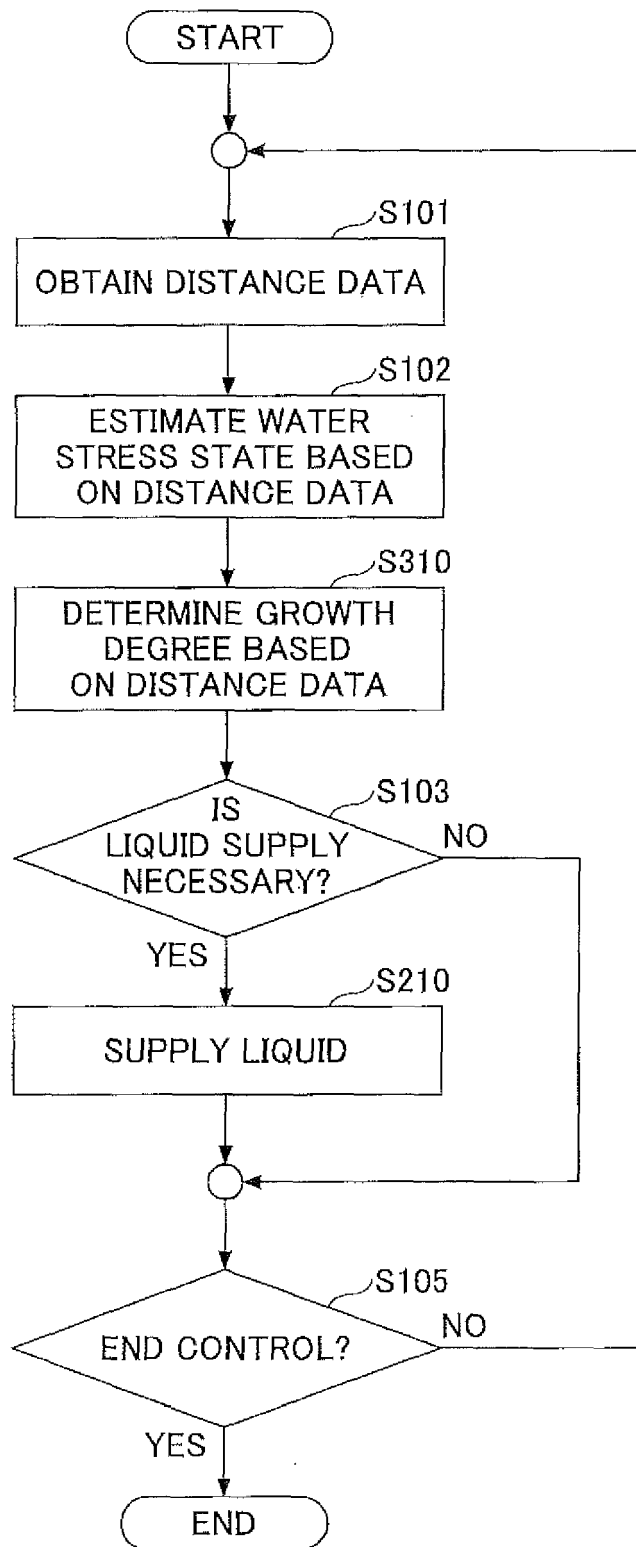 START
S101
OBTAIN DISTANCE DATA
S102
ESTIMATE WATER
STRESS STATE BASED
ON DISTANCE DATA
S310
DETERMINE GROWTH
DEGREE BASED
ON DISTANCE DATA
S103
IS
LIQUID SUPPLY
NECESSARY?
NO
YES
S210
SUPPLY LIQUID
S105
END CONTROL?
NO
YES
END